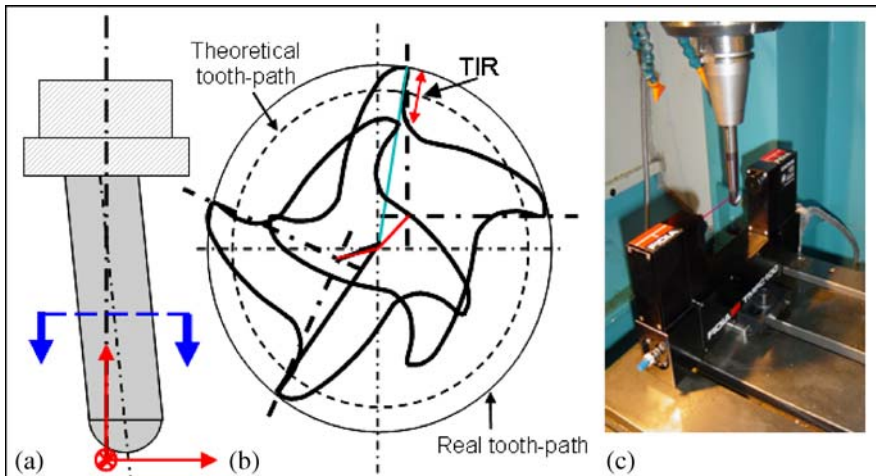 Theoretical
tooth-path
TIR
Real tooth-path
(a)
(b)
(c)